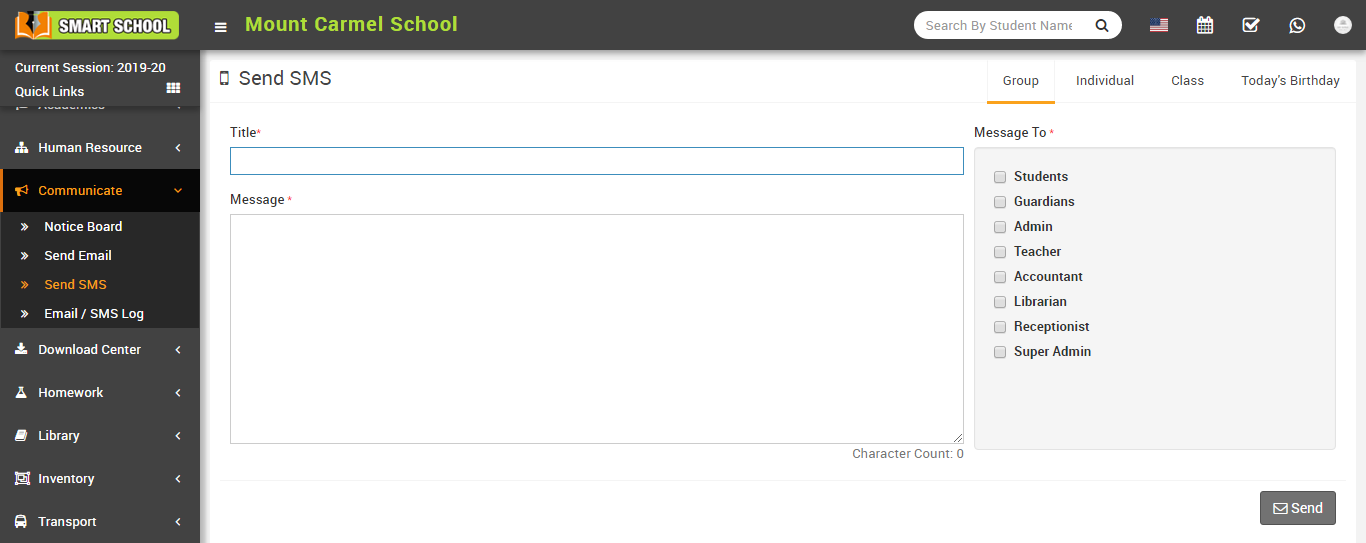 SMART SCHOOL
Mount Carmel School
Search By Student Name
Current Session: 2019-20
Quick Links
Academics
Human Resource
Communicate
Notice Board
Send Email
Send SMS
Email / SMS Log
Download Center
Homework
Library
Inventory
Transport
Send SMS
Group Individual Class Today's Birthday
Title*
Message *
Character Count: 0
Message To *
Students
Guardians
Admin
Teacher
Accountant
Librarian
Receptionist
Super Admin
Send